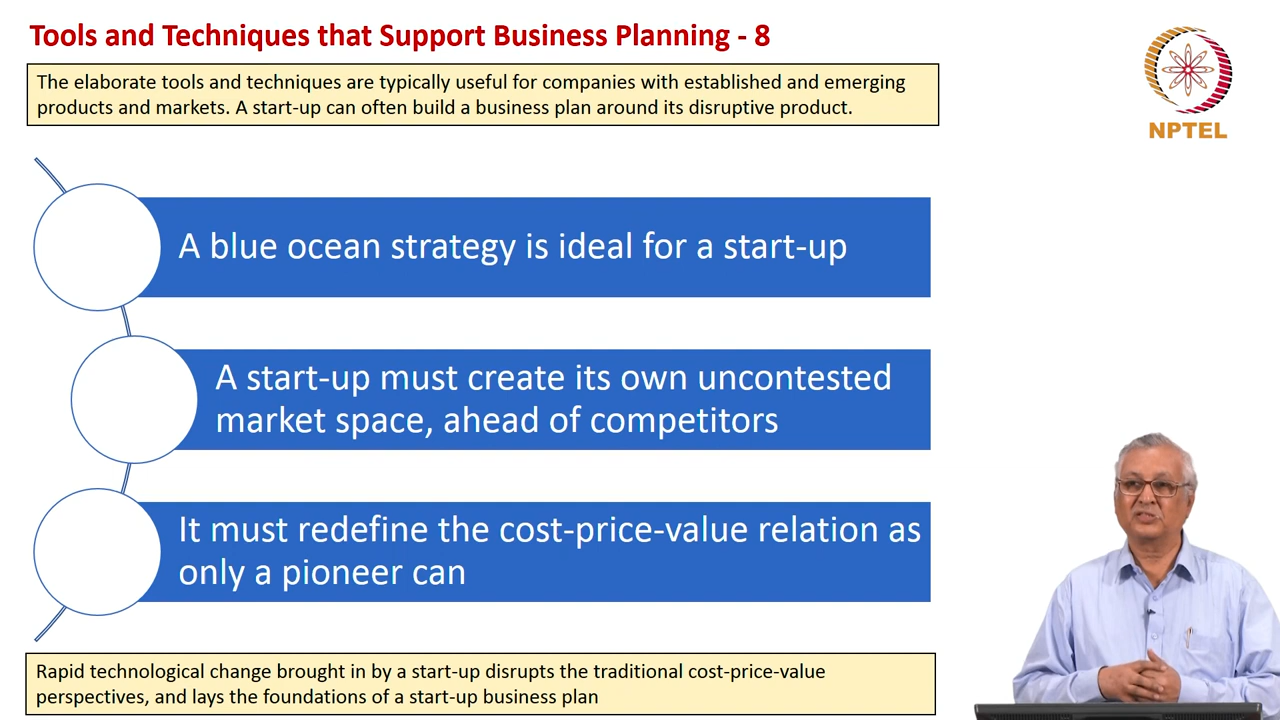 Tools and Techniques that Support Business Planning - 8
The elaborate tools and techniques are typically useful for companies with established and emerging
products and markets. A start-up can often build a business plan around its disruptive product.
NPTEL
A blue ocean strategy is ideal for a start-up
A start-up must create its own uncontested
market space, ahead of competitors
It must redefine the cost-price-value relation as
only a pioneer can
Rapid technological change brought in by a start-up disrupts the traditional cost-price-value
perspectives, and lays the foundations of a start-up business plan